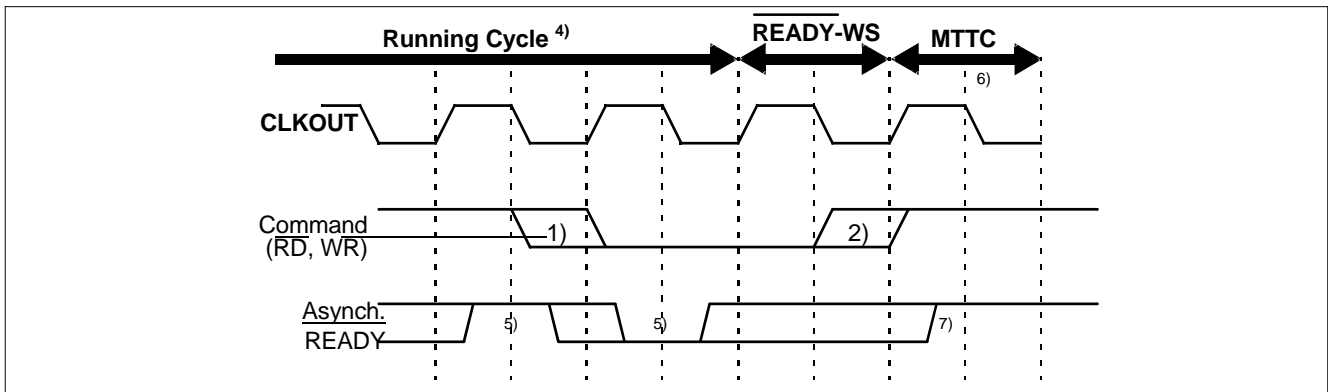 Running Cycle 4)
READY-WS
MTTC
6)
CLKOUT
Command
(RD, WR)
1)
2)
Asynch.
READY
5)
5)
7)